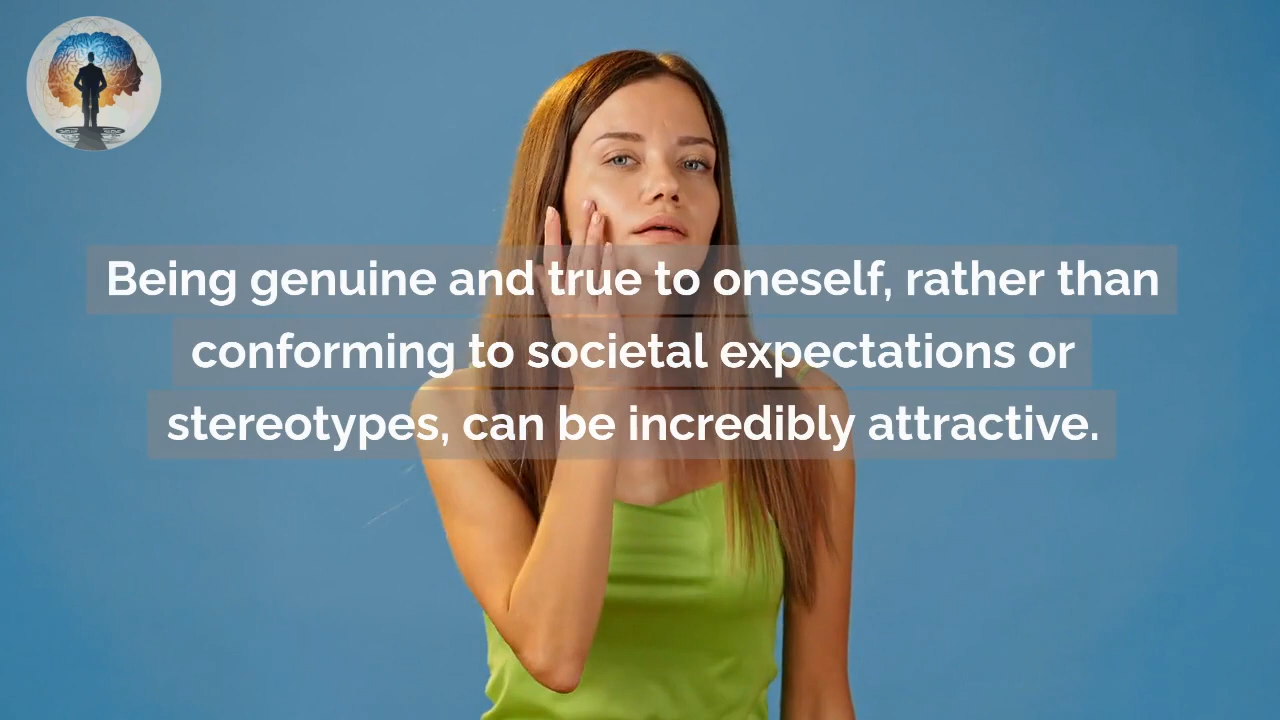 Being genuine and true to oneself, rather than
conforming to societal expectations or
stereotypes, can be incredibly attractive.